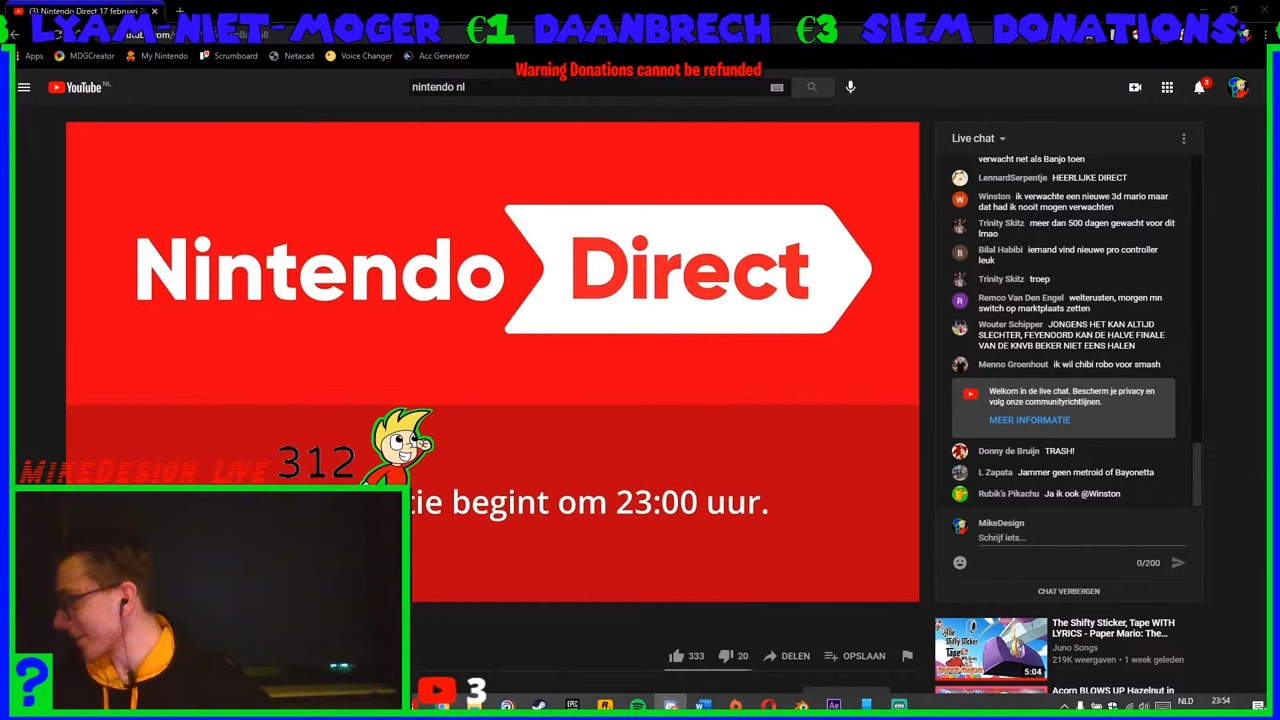 (3) Nintendo Direct 17 februari
LYAM-NIET-MOGER €1 DAANBRECH €3 SIEM DONATIONS:
Apps MDGCreator My Nintendo Scrumboard Netacad Voice Changer Acc Generator
Warning Donations cannot be refunded
YouTube NL
nintendo nl
3
Nintendo Direct
tie begint om 23:00 uur.
MIKEDESIGN LIVE 312
?
3
333 20 DELEN OPSLAAN
Live chat
verwacht net als Banjo toen
LennardSerpentje HEERLIJKE DIRECT
Winston ik verwachte een nieuwe 3d mario maar
dat had ik nooit mogen verwachten
Trinity Skitz meer dan 500 dagen gewacht voor dit
lmao
Bilal Habibi iemand vind nieuwe pro controller
leuk
Trinity Skitz troep
Remco Van Den Engel welterusten, morgen mn
switch op marktplaats zetten
Wouter Schipper JONGENS HET KAN ALTIJD
SLECHTER, FEYENOORD KAN DE HALVE FINALE
VAN DE KNVB BEKER NIET EENS HALEN
Menno Groenhout ik wil chibi robo voor smash
Welkom in de live chat. Bescherm je privacy en
volg onze communityrichtlijnen.
MEER INFORMATIE
Donny de Bruijn TRASH!
L Zapata Jammer geen metroid of Bayonetta
Rubik's Pikachu Ja ik ook @Winston
MikeDesign
Schrijf iets...
0/200
CHAT VERBERGEN
The Shifty Sticker, Tape WITH
LYRICS - Paper Mario: The...
Juno Songs
219K weergaven • 1 week geleden
5:04
Acorn BLOWS UP Hazelnut in
NLD 23:54